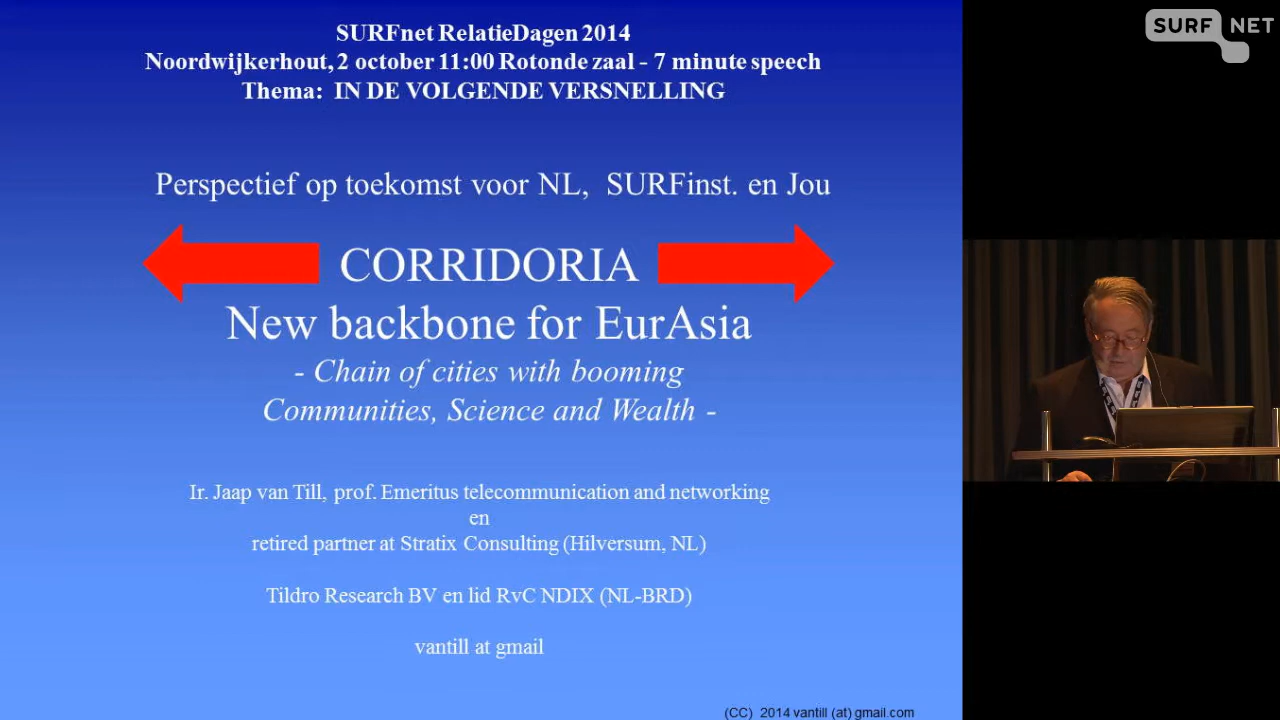 SURFnet RelatieDagen 2014
Noordwijkerhout, 2 october 11:00 Rotonde zaal - 7 minute speech
Thema: IN DE VOLGENDE VERSNELLING
Perspectief op toekomst voor NL, SURFinst. en Jou
CORRIDORIA
New backbone for EurAsia
- Chain of cities with booming
Communities, Science and Wealth -
Ir. Jaap van Till, prof. Emeritus telecommunication and networking
en
retired partner at Stratix Consulting (Hilversum, NL)
Tildro Research BV en lid RvC NDIX (NL-BRD)
vantill at gmail
(CC) 2014 vantill (at) gmail.com
SURF NET